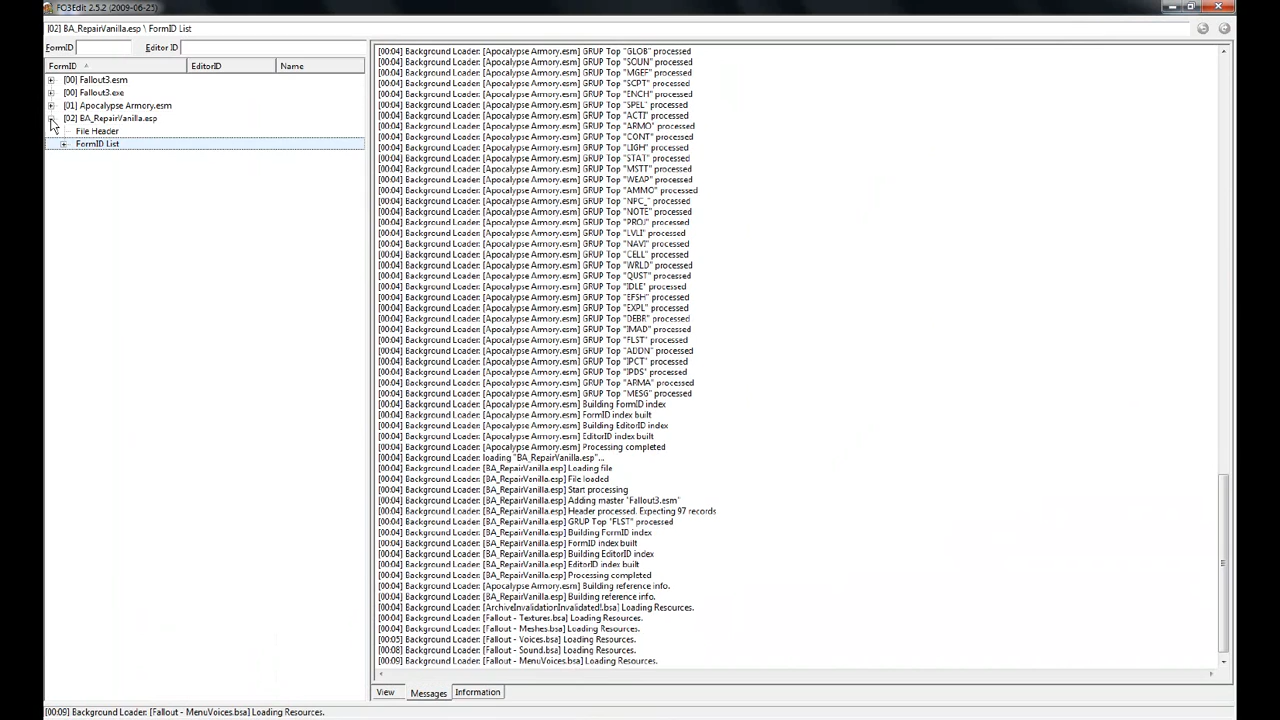 FO3Edit 2.5.2 (2009-06-25)
[02] BA_RepairVanilla.esp \ FormID List
FormID
Editor ID
FormID
EditorID
Name
[00] Fallout3.esm
[00] Fallout3.exe
[01] Apocalypse Armory.esm
[02] BA_RepairVanilla.esp
File Header
FormID List
[00:04] Background Loader: [Apocalypse Armory.esm] GRUP Top "GLOB" processed
[00:04] Background Loader: [Apocalypse Armory.esm] GRUP Top "SOUN" processed
[00:04] Background Loader: [Apocalypse Armory.esm] GRUP Top "MGEF" processed
[00:04] Background Loader: [Apocalypse Armory.esm] GRUP Top "SCPT" processed
[00:04] Background Loader: [Apocalypse Armory.esm] GRUP Top "ENCH" processed
[00:04] Background Loader: [Apocalypse Armory.esm] GRUP Top "SPEL" processed
[00:04] Background Loader: [Apocalypse Armory.esm] GRUP Top "ACTI" processed
[00:04] Background Loader: [Apocalypse Armory.esm] GRUP Top "ARMO" processed
[00:04] Background Loader: [Apocalypse Armory.esm] GRUP Top "CONT" processed
[00:04] Background Loader: [Apocalypse Armory.esm] GRUP Top "LIGH" processed
[00:04] Background Loader: [Apocalypse Armory.esm] GRUP Top "STAT" processed
[00:04] Background Loader: [Apocalypse Armory.esm] GRUP Top "MSTT" processed
[00:04] Background Loader: [Apocalypse Armory.esm] GRUP Top "WEAP" processed
[00:04] Background Loader: [Apocalypse Armory.esm] GRUP Top "AMMO" processed
[00:04] Background Loader: [Apocalypse Armory.esm] GRUP Top "NPC_" processed
[00:04] Background Loader: [Apocalypse Armory.esm] GRUP Top "NOTE" processed
[00:04] Background Loader: [Apocalypse Armory.esm] GRUP Top "PROJ" processed
[00:04] Background Loader: [Apocalypse Armory.esm] GRUP Top "LVLI" processed
[00:04] Background Loader: [Apocalypse Armory.esm] GRUP Top "NAVI" processed
[00:04] Background Loader: [Apocalypse Armory.esm] GRUP Top "CELL" processed
[00:04] Background Loader: [Apocalypse Armory.esm] GRUP Top "WRLD" processed
[00:04] Background Loader: [Apocalypse Armory.esm] GRUP Top "QUST" processed
[00:04] Background Loader: [Apocalypse Armory.esm] GRUP Top "IDLE" processed
[00:04] Background Loader: [Apocalypse Armory.esm] GRUP Top "EFSH" processed
[00:04] Background Loader: [Apocalypse Armory.esm] GRUP Top "EXPL" processed
[00:04] Background Loader: [Apocalypse Armory.esm] GRUP Top "DEBR" processed
[00:04] Background Loader: [Apocalypse Armory.esm] GRUP Top "IMAD" processed
[00:04] Background Loader: [Apocalypse Armory.esm] GRUP Top "FLST" processed
[00:04] Background Loader: [Apocalypse Armory.esm] GRUP Top "ADDN" processed
[00:04] Background Loader: [Apocalypse Armory.esm] GRUP Top "IPCT" processed
[00:04] Background Loader: [Apocalypse Armory.esm] GRUP Top "IPDS" processed
[00:04] Background Loader: [Apocalypse Armory.esm] GRUP Top "ARMA" processed
[00:04] Background Loader: [Apocalypse Armory.esm] GRUP Top "MESG" processed
[00:04] Background Loader: [Apocalypse Armory.esm] Building FormID index
[00:04] Background Loader: [Apocalypse Armory.esm] FormID index built
[00:04] Background Loader: [Apocalypse Armory.esm] Building EditorID index
[00:04] Background Loader: [Apocalypse Armory.esm] EditorID index built
[00:04] Background Loader: [Apocalypse Armory.esm] Processing completed
[00:04] Background Loader: loading "BA_RepairVanilla.esp"...
[00:04] Background Loader: [BA_RepairVanilla.esp] Loading file
[00:04] Background Loader: [BA_RepairVanilla.esp] File loaded
[00:04] Background Loader: [BA_RepairVanilla.esp] Start processing
[00:04] Background Loader: [BA_RepairVanilla.esp] Adding master "Fallout3.esm"
[00:04] Background Loader: [BA_RepairVanilla.esp] Header processed. Expecting 97 records
[00:04] Background Loader: [BA_RepairVanilla.esp] GRUP Top "FLST" processed
[00:04] Background Loader: [BA_RepairVanilla.esp] Building FormID index
[00:04] Background Loader: [BA_RepairVanilla.esp] FormID index built
[00:04] Background Loader: [BA_RepairVanilla.esp] Building EditorID index
[00:04] Background Loader: [BA_RepairVanilla.esp] EditorID index built
[00:04] Background Loader: [BA_RepairVanilla.esp] Processing completed
[00:04] Background Loader: [Apocalypse Armory.esm] Building reference info.
[00:04] Background Loader: [BA_RepairVanilla.esp] Building reference info.
[00:04] Background Loader: [ArchiveInvalidationInvalidated!.bsa] Loading Resources.
[00:04] Background Loader: [Fallout - Textures.bsa] Loading Resources.
[00:04] Background Loader: [Fallout - Meshes.bsa] Loading Resources.
[00:05] Background Loader: [Fallout - Voices.bsa] Loading Resources.
[00:08] Background Loader: [Fallout - Sound.bsa] Loading Resources.
[00:09] Background Loader: [Fallout - MenuVoices.bsa] Loading Resources.
View
Messages
Information
[00:09] Background Loader: [Fallout - MenuVoices.bsa] Loading Resources.